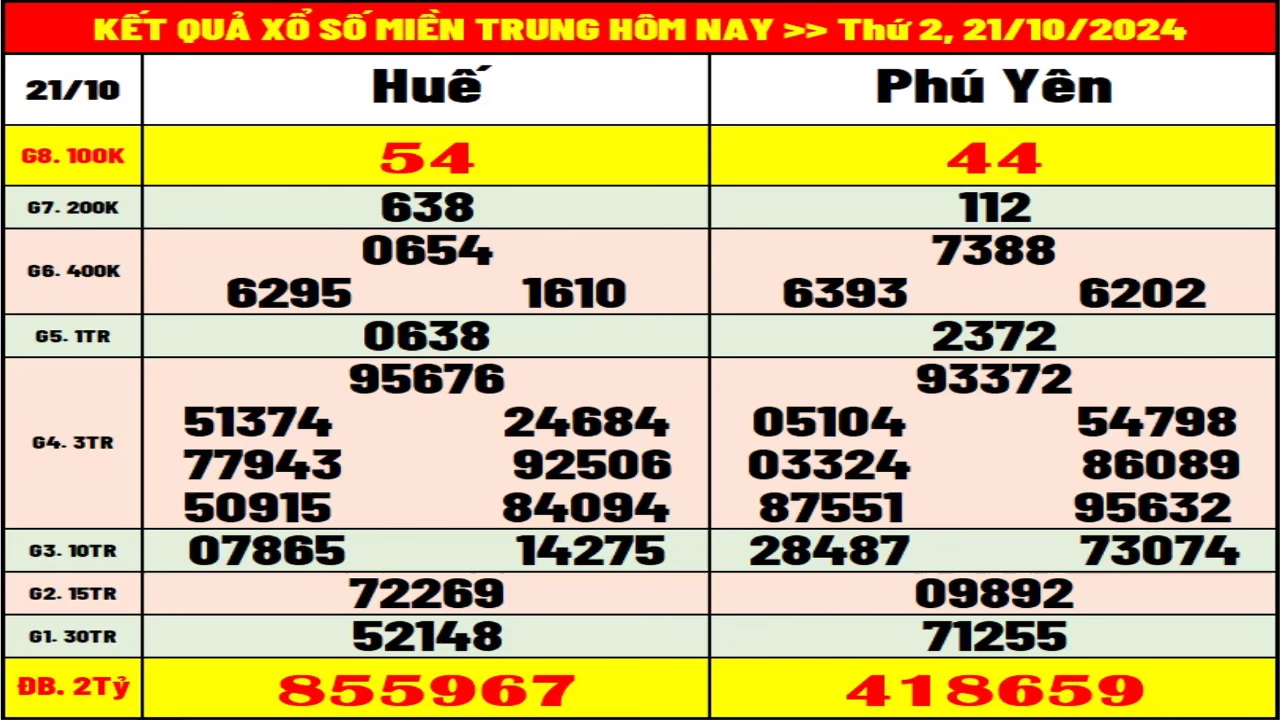 KẾT QUẢ XỔ SỐ MIỀN TRUNG HÔM NAY >> Thứ 2, 21/10/2024
21/10 Huế Phú Yên
G8. 100K 54 44
G7. 200K 638 112
0654 7388
G6. 400K
6295 1610 6393 6202
G5. 1TR 0638 2372
95676 93372
51374 24684 05104 54798
G4. 3TR
77943 92506 03324 86089
50915 84094 87551 95632
G3. 10TR 07865 14275 28487 73074
G2. 15TR 72269 09892
G1. 30TR 52148 71255
ĐB. 2Tỷ 855967 418659